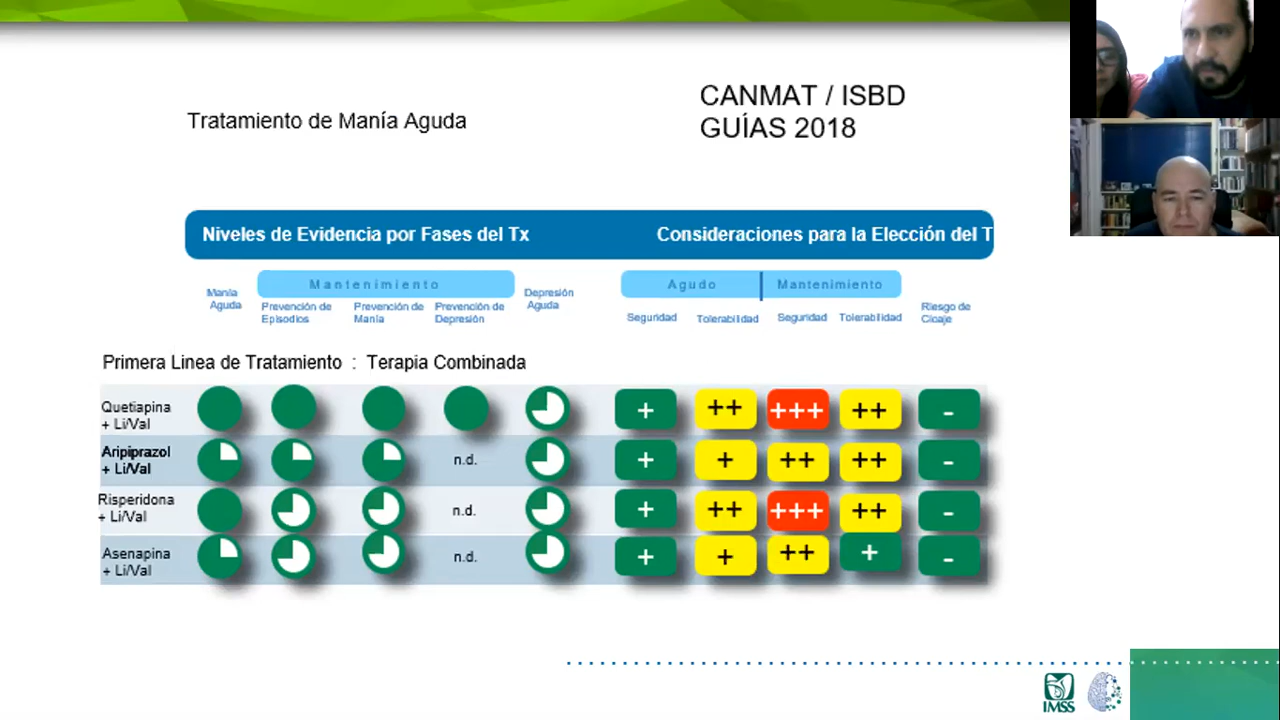 Tratamiento de Manía Aguda
CANMAT / ISBD
GUÍAS 2018
Niveles de Evidencia por Fases del Tx
Consideraciones para la Elección del T
Manía
Aguda
Mantenimiento
Prevención de
Episodios
Prevención de
Manía
Prevención de
Depresión
Depresión
Aguda
Agudo
Mantenimiento
Seguridad
Tolerabilidad
Seguridad
Tolerabilidad
Riesgo de
Cicaje
Primera Linea de Tratamiento : Terapia Combinada
Quetiapina
+ Li/Val
+ ++ +++ ++ -
Aripiprazol
+ Li/Val
n.d. + + ++ ++ -
Risperidona
+ Li/Val
n.d. + ++ +++ ++ -
Asenapina
+ Li/Val
n.d. + + ++ + -
IMSS